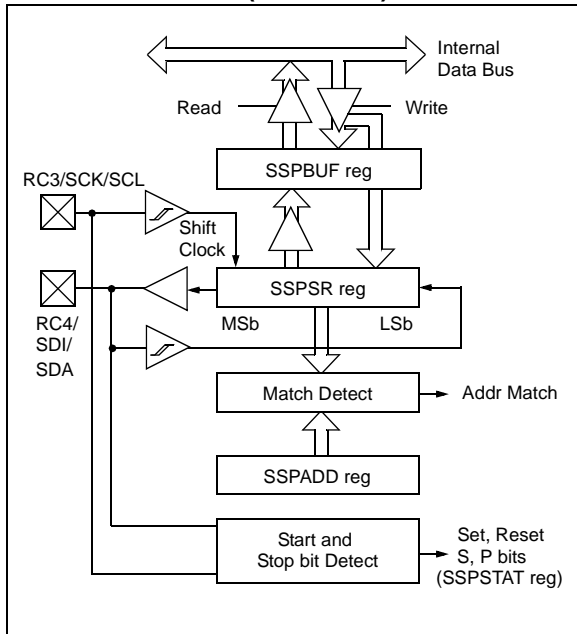 Internal
Data Bus
Read
Write
SSPBUF reg
RC3/SCK/SCL
Shift
Clock
SSPSR reg
MSb
LSb
RC4/
SDI/
SDA
Match Detect
Addr Match
SSPADD reg
Start and
Stop bit Detect
Set, Reset
S, P bits
(SSPSTAT reg)